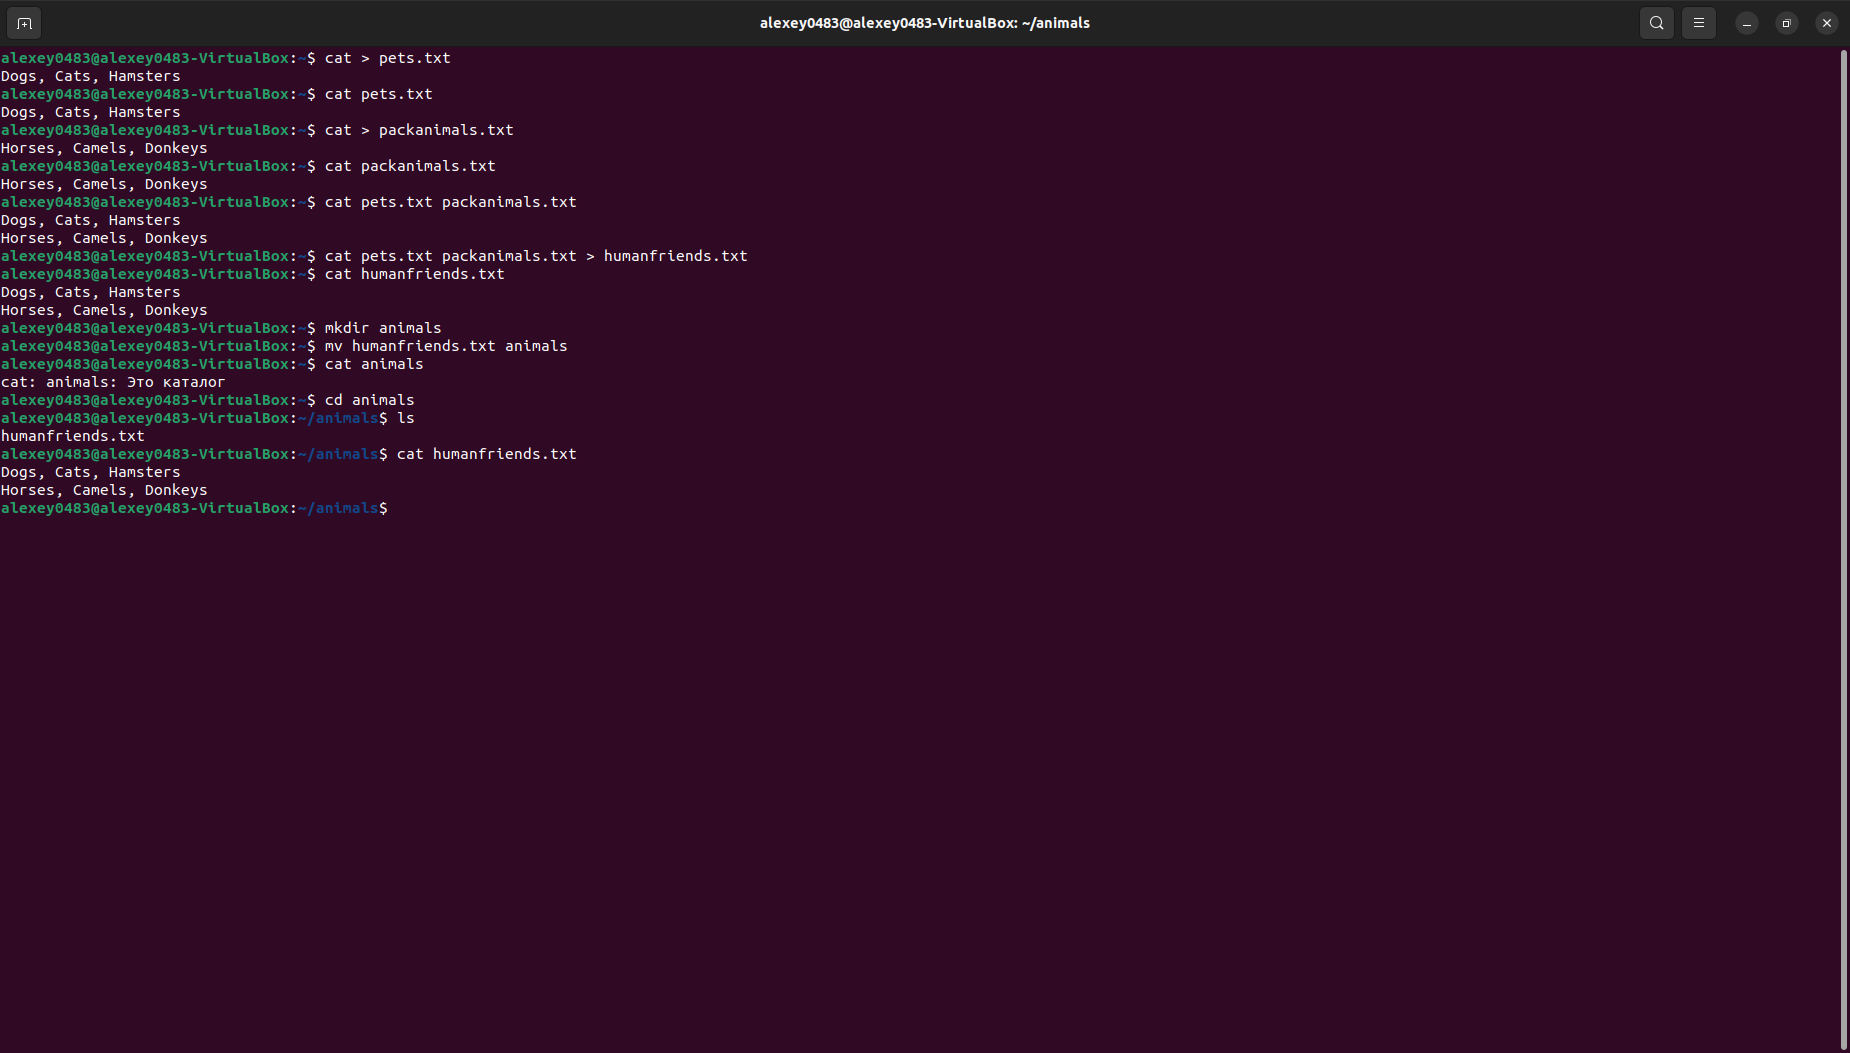 alexey0483@alexey0483-VirtualBox: ~/animals
alexey0483@alexey0483-VirtualBox:~$ cat > pets.txt
Dogs, Cats, Hamsters
alexey0483@alexey0483-VirtualBox:~$ cat pets.txt
Dogs, Cats, Hamsters
alexey0483@alexey0483-VirtualBox:~$ cat > packanimals.txt
Horses, Camels, Donkeys
alexey0483@alexey0483-VirtualBox:~$ cat packanimals.txt
Horses, Camels, Donkeys
alexey0483@alexey0483-VirtualBox:~$ cat pets.txt packanimals.txt
Dogs, Cats, Hamsters
Horses, Camels, Donkeys
alexey0483@alexey0483-VirtualBox:~$ cat pets.txt packanimals.txt > humanfriends.txt
alexey0483@alexey0483-VirtualBox:~$ cat humanfriends.txt
Dogs, Cats, Hamsters
Horses, Camels, Donkeys
alexey0483@alexey0483-VirtualBox:~$ mkdir animals
alexey0483@alexey0483-VirtualBox:~$ mv humanfriends.txt animals
alexey0483@alexey0483-VirtualBox:~$ cat animals
cat: animals: Это каталог
alexey0483@alexey0483-VirtualBox:~$ cd animals
alexey0483@alexey0483-VirtualBox:~/animals$ ls
humanfriends.txt
alexey0483@alexey0483-VirtualBox:~/animals$ cat humanfriends.txt
Dogs, Cats, Hamsters
Horses, Camels, Donkeys
alexey0483@alexey0483-VirtualBox:~/animals$